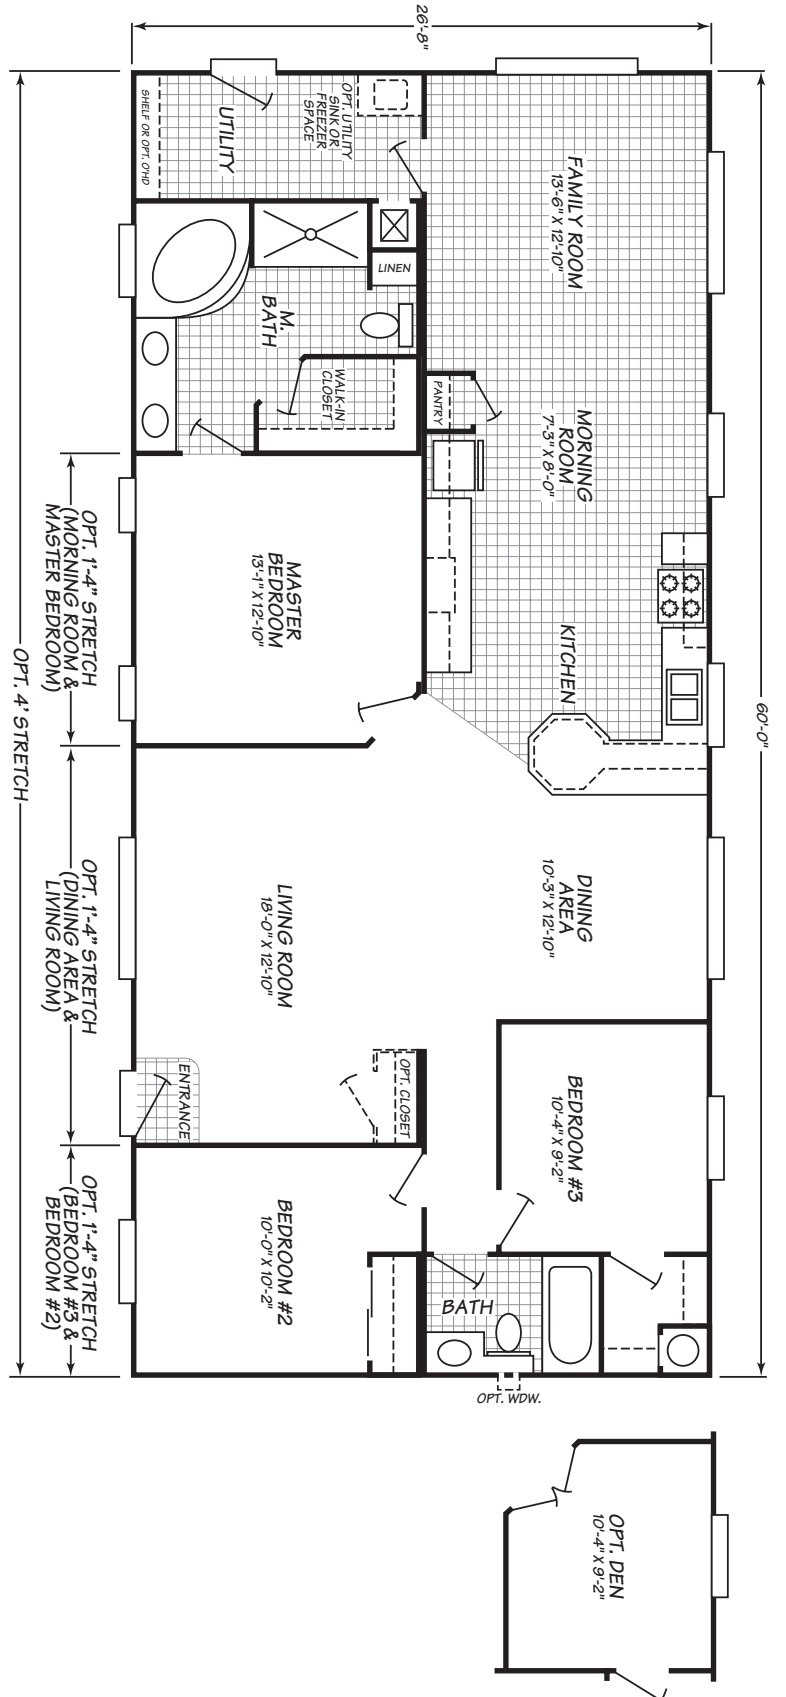 26'-8"
SHELF OR OPT. O'HD
UTILITY
OPT. UTILITY
SINK OR
FREEZER
SPACE
FAMILY ROOM
13'-6" X 12'-10"
LINEN
M.
BATH
WALK-IN
CLOSET
PANTRY
MORNING
ROOM
7'-3" X 8'-0"
OPT. 1'-4" STRETCH
(MORNING ROOM &
MASTER BEDROOM)
MASTER
BEDROOM
13'-1" X 12'-10"
KITCHEN
OPT. 4' STRETCH
60'-0"
OPT. 1'-4" STRETCH
(DINING AREA &
LIVING ROOM)
LIVING ROOM
18'-0" X 12'-10"
DINING
AREA
10'-3" X 12'-10"
ENTRANCE
OPT. CLOSET
BEDROOM #3
10'-4" X 9'-2"
OPT. 1'-4" STRETCH
(BEDROOM #3 &
BEDROOM #2)
BEDROOM #2
10'-0" X 10'-2"
BATH
OPT. WDW.
OPT. DEN
10'-4" X 9'-2"